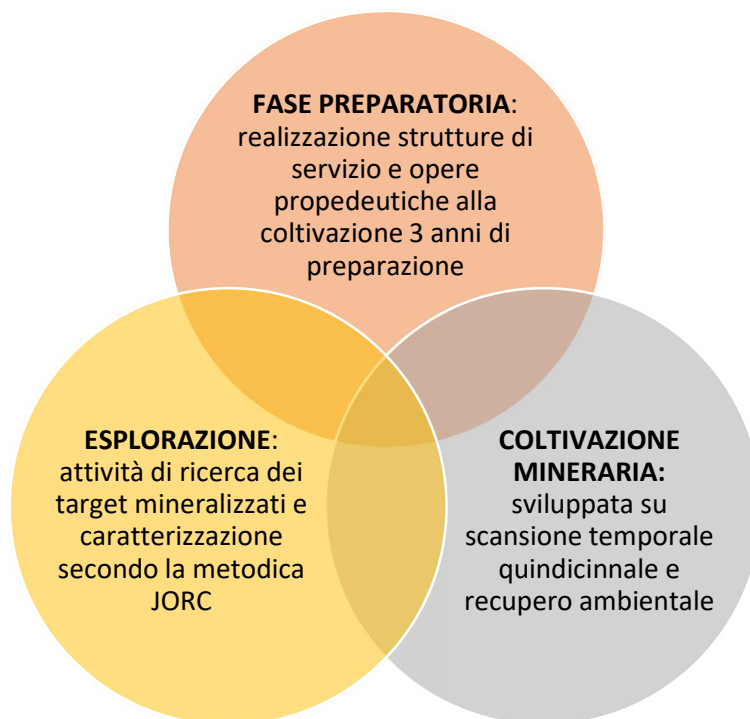 FASE PREPARATORIA:
realizzazione strutture di
servizio e opere
propedeutiche alla
coltivazione 3 anni di
preparazione
ESPLORAZIONE:
attività di ricerca dei
target mineralizzati e
caratterizzazione
secondo la metodica
JORC
COLTIVAZIONE
MINERARIA:
sviluppata su
scansione temporale
quindicinnale e
recupero ambientale